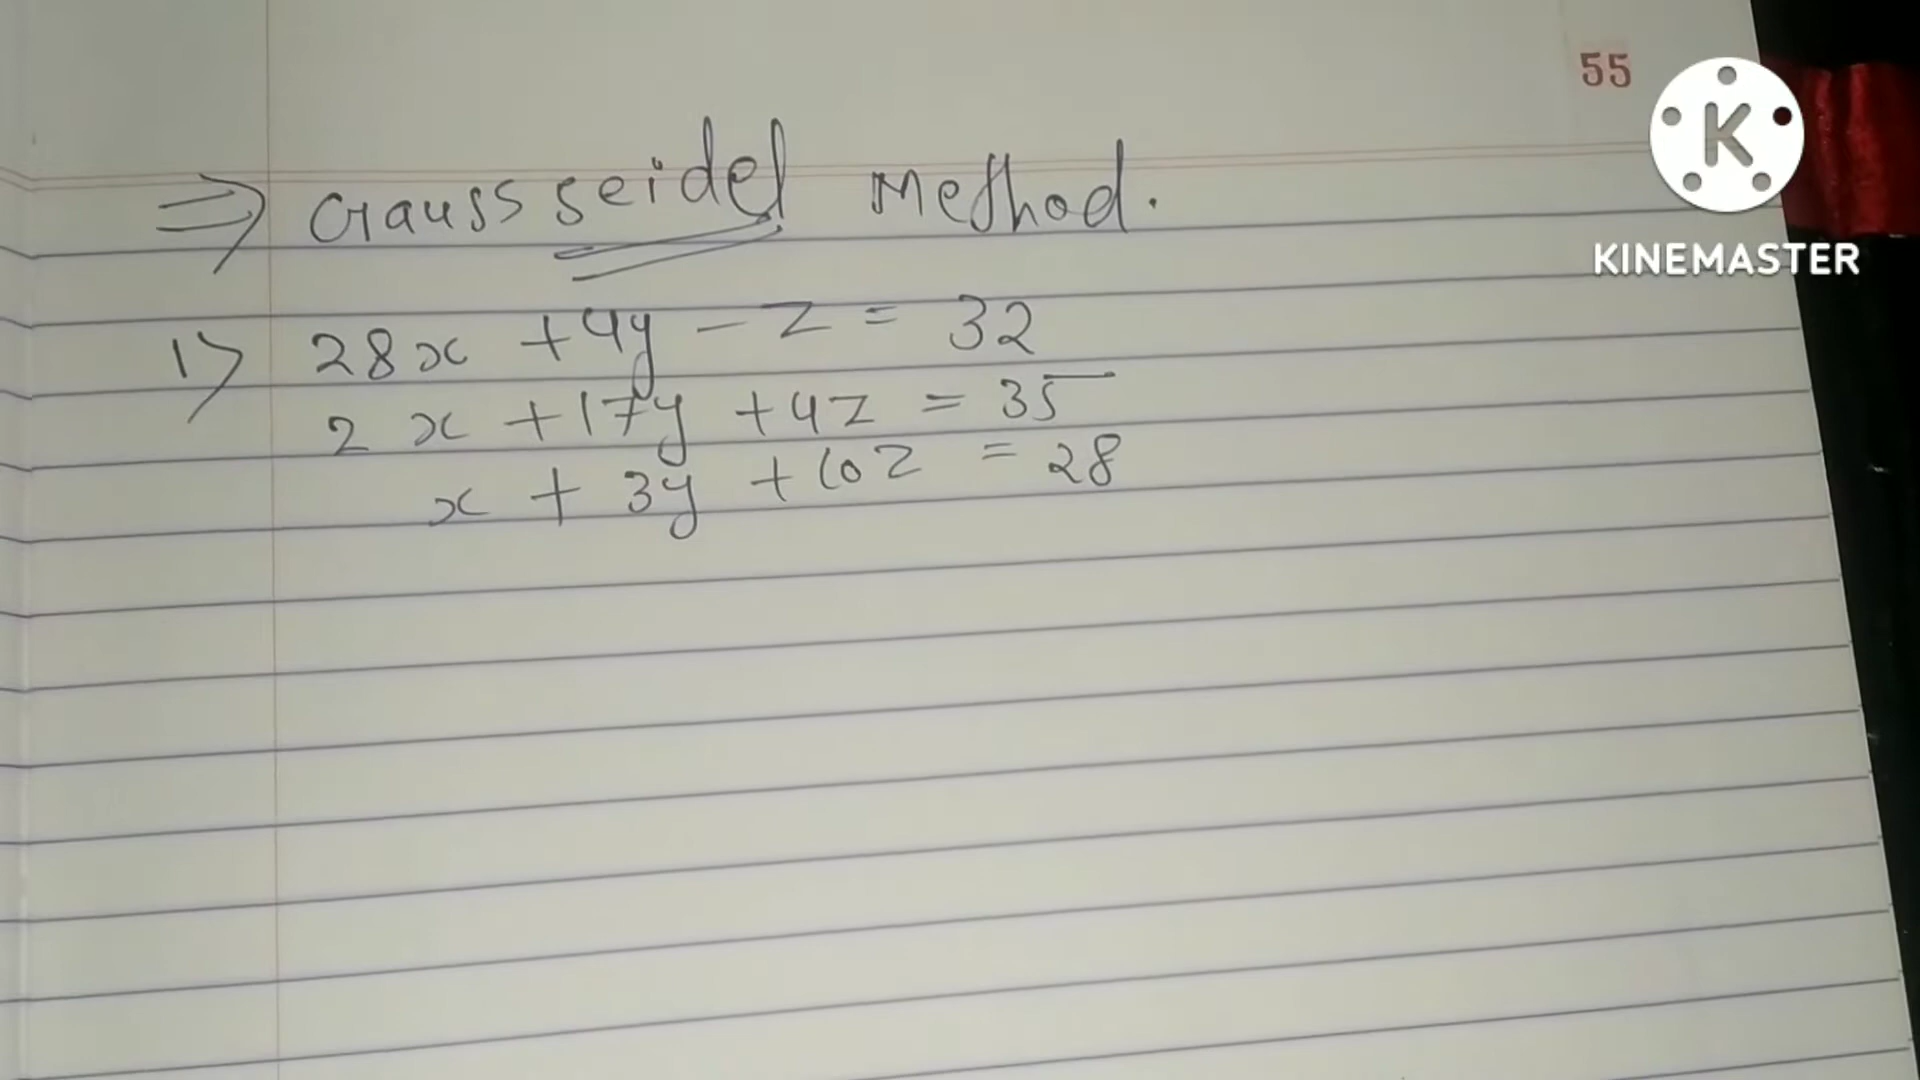 55
K
KINEMASTER
⇒ Gauss seidel Method.
1) 28x + 4y - z = 32
2x + 17y + 4z = 35
x + 3y + 10z = 28